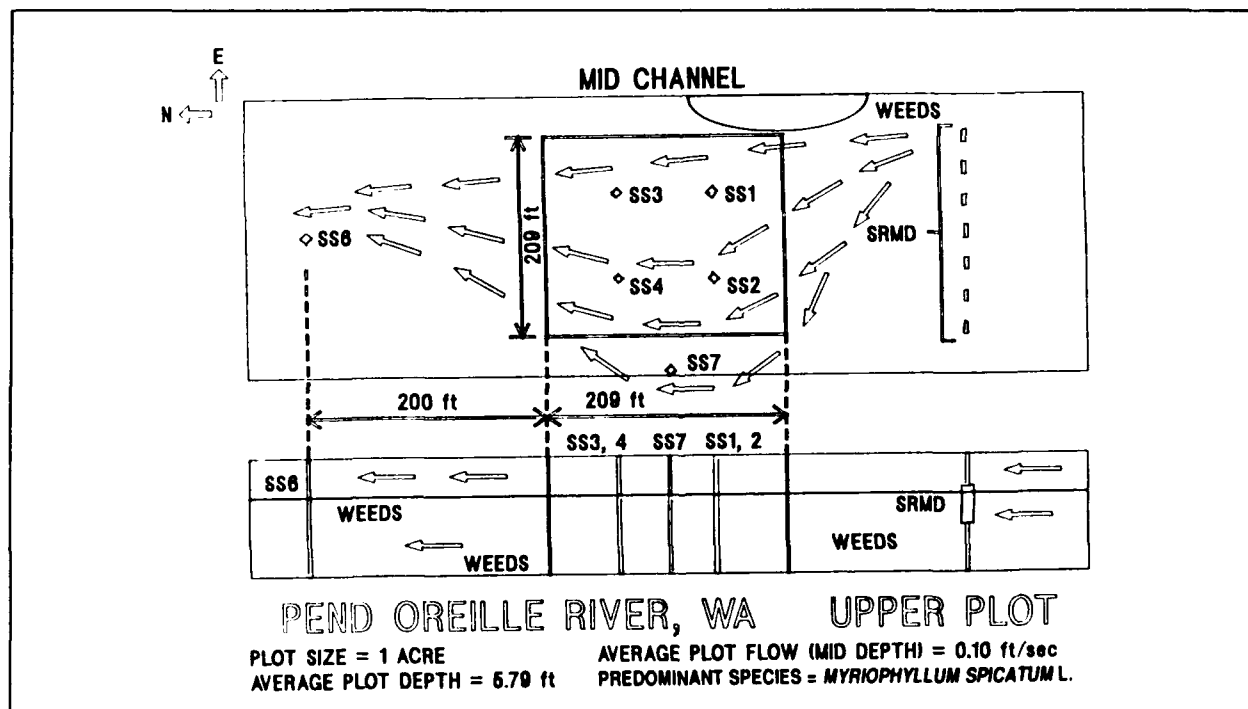 E
N
MID CHANNEL
WEEDS
SS3
SS1
SS6
209 ft
SRMD
SS4
SS2
SS7
200 ft
209 ft
SS3, 4
SS7
SS1, 2
SS6
SRMD
WEEDS
WEEDS
WEEDS
PEND OREILLE RIVER, WA UPPER PLOT
PLOT SIZE = 1 ACRE
AVERAGE PLOT FLOW (MID DEPTH) = 0.10 ft/sec
AVERAGE PLOT DEPTH = 5.79 ft
PREDOMINANT SPECIES = MYRIOPHYLLUM SPICATUM L.